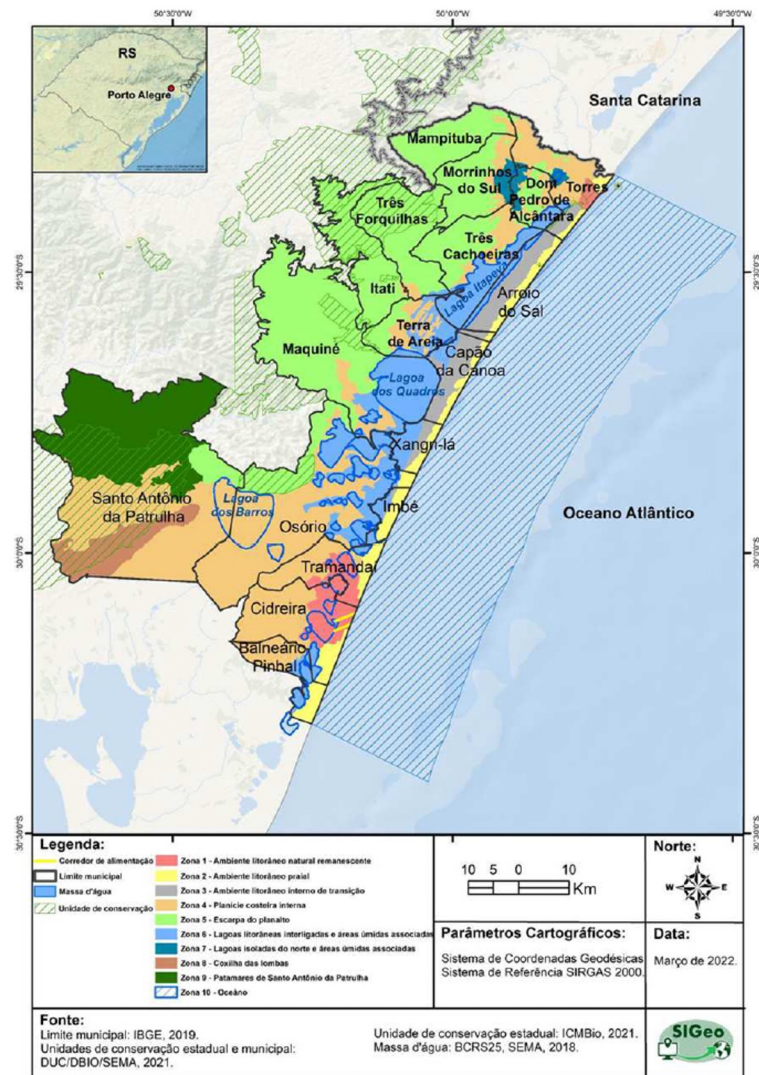 50°30'0"W
50°0'0"W
49°30'0"W
RS
Porto Alegre
Santa Catarina
Mampituba
Morrinhos
do Sul
Dom
Pedro de
Alcântara
Torres
Três
Forquilhas
Três
Cachoeiras
Itati
Lagoa Itapeva
Arroio
do Sal
Terra
de Areia
Capão
da Canoa
Maquiné
Lagoa
dos Quadros
Xangri-lá
Santo Antônio
da Patrulha
Lagoa
dos Barros
Osório
Imbé
Oceano Atlântico
Tramandaí
Cidreira
Balneário
Pinhal
29°30'0"S
29°30'0"S
30°0'0"S
30°0'0"S
30°30'0"S
30°30'0"S
Legenda:
Corredor de alimentação
Limite municipal
Massa d'água
Unidade de conservação
Zona 1 - Ambiente litorâneo natural remanescente
Zona 2 - Ambiente litorâneo praial
Zona 3 - Ambiente litorâneo interno de transição
Zona 4 - Planície costeira interna
Zona 5 - Escarpa do planalto
Zona 6 - Lagoas litorâneas interligadas e áreas úmidas associadas
Zona 7 - Lagoas isoladas do norte e áreas úmidas associadas
Zona 8 - Coxilha das lombas
Zona 9 - Patamares de Santo Antônio da Patrulha
Zona 10 - Oceâno
10 5 0 10
Km
Norte:
N
W E
S
Parâmetros Cartográficos:
Sistema de Coordenadas Geodésicas
Sistema de Referência SIRGAS 2000.
Data:
Março de 2022.
Fonte:
Limite municipal: IBGE, 2019.
Unidades de conservação estadual e municipal:
DUC/DBIO/SEMA, 2021.
Unidade de conservação estadual: ICMBio, 2021.
Massa d'água: BCRS25, SEMA, 2018.
SIGeo